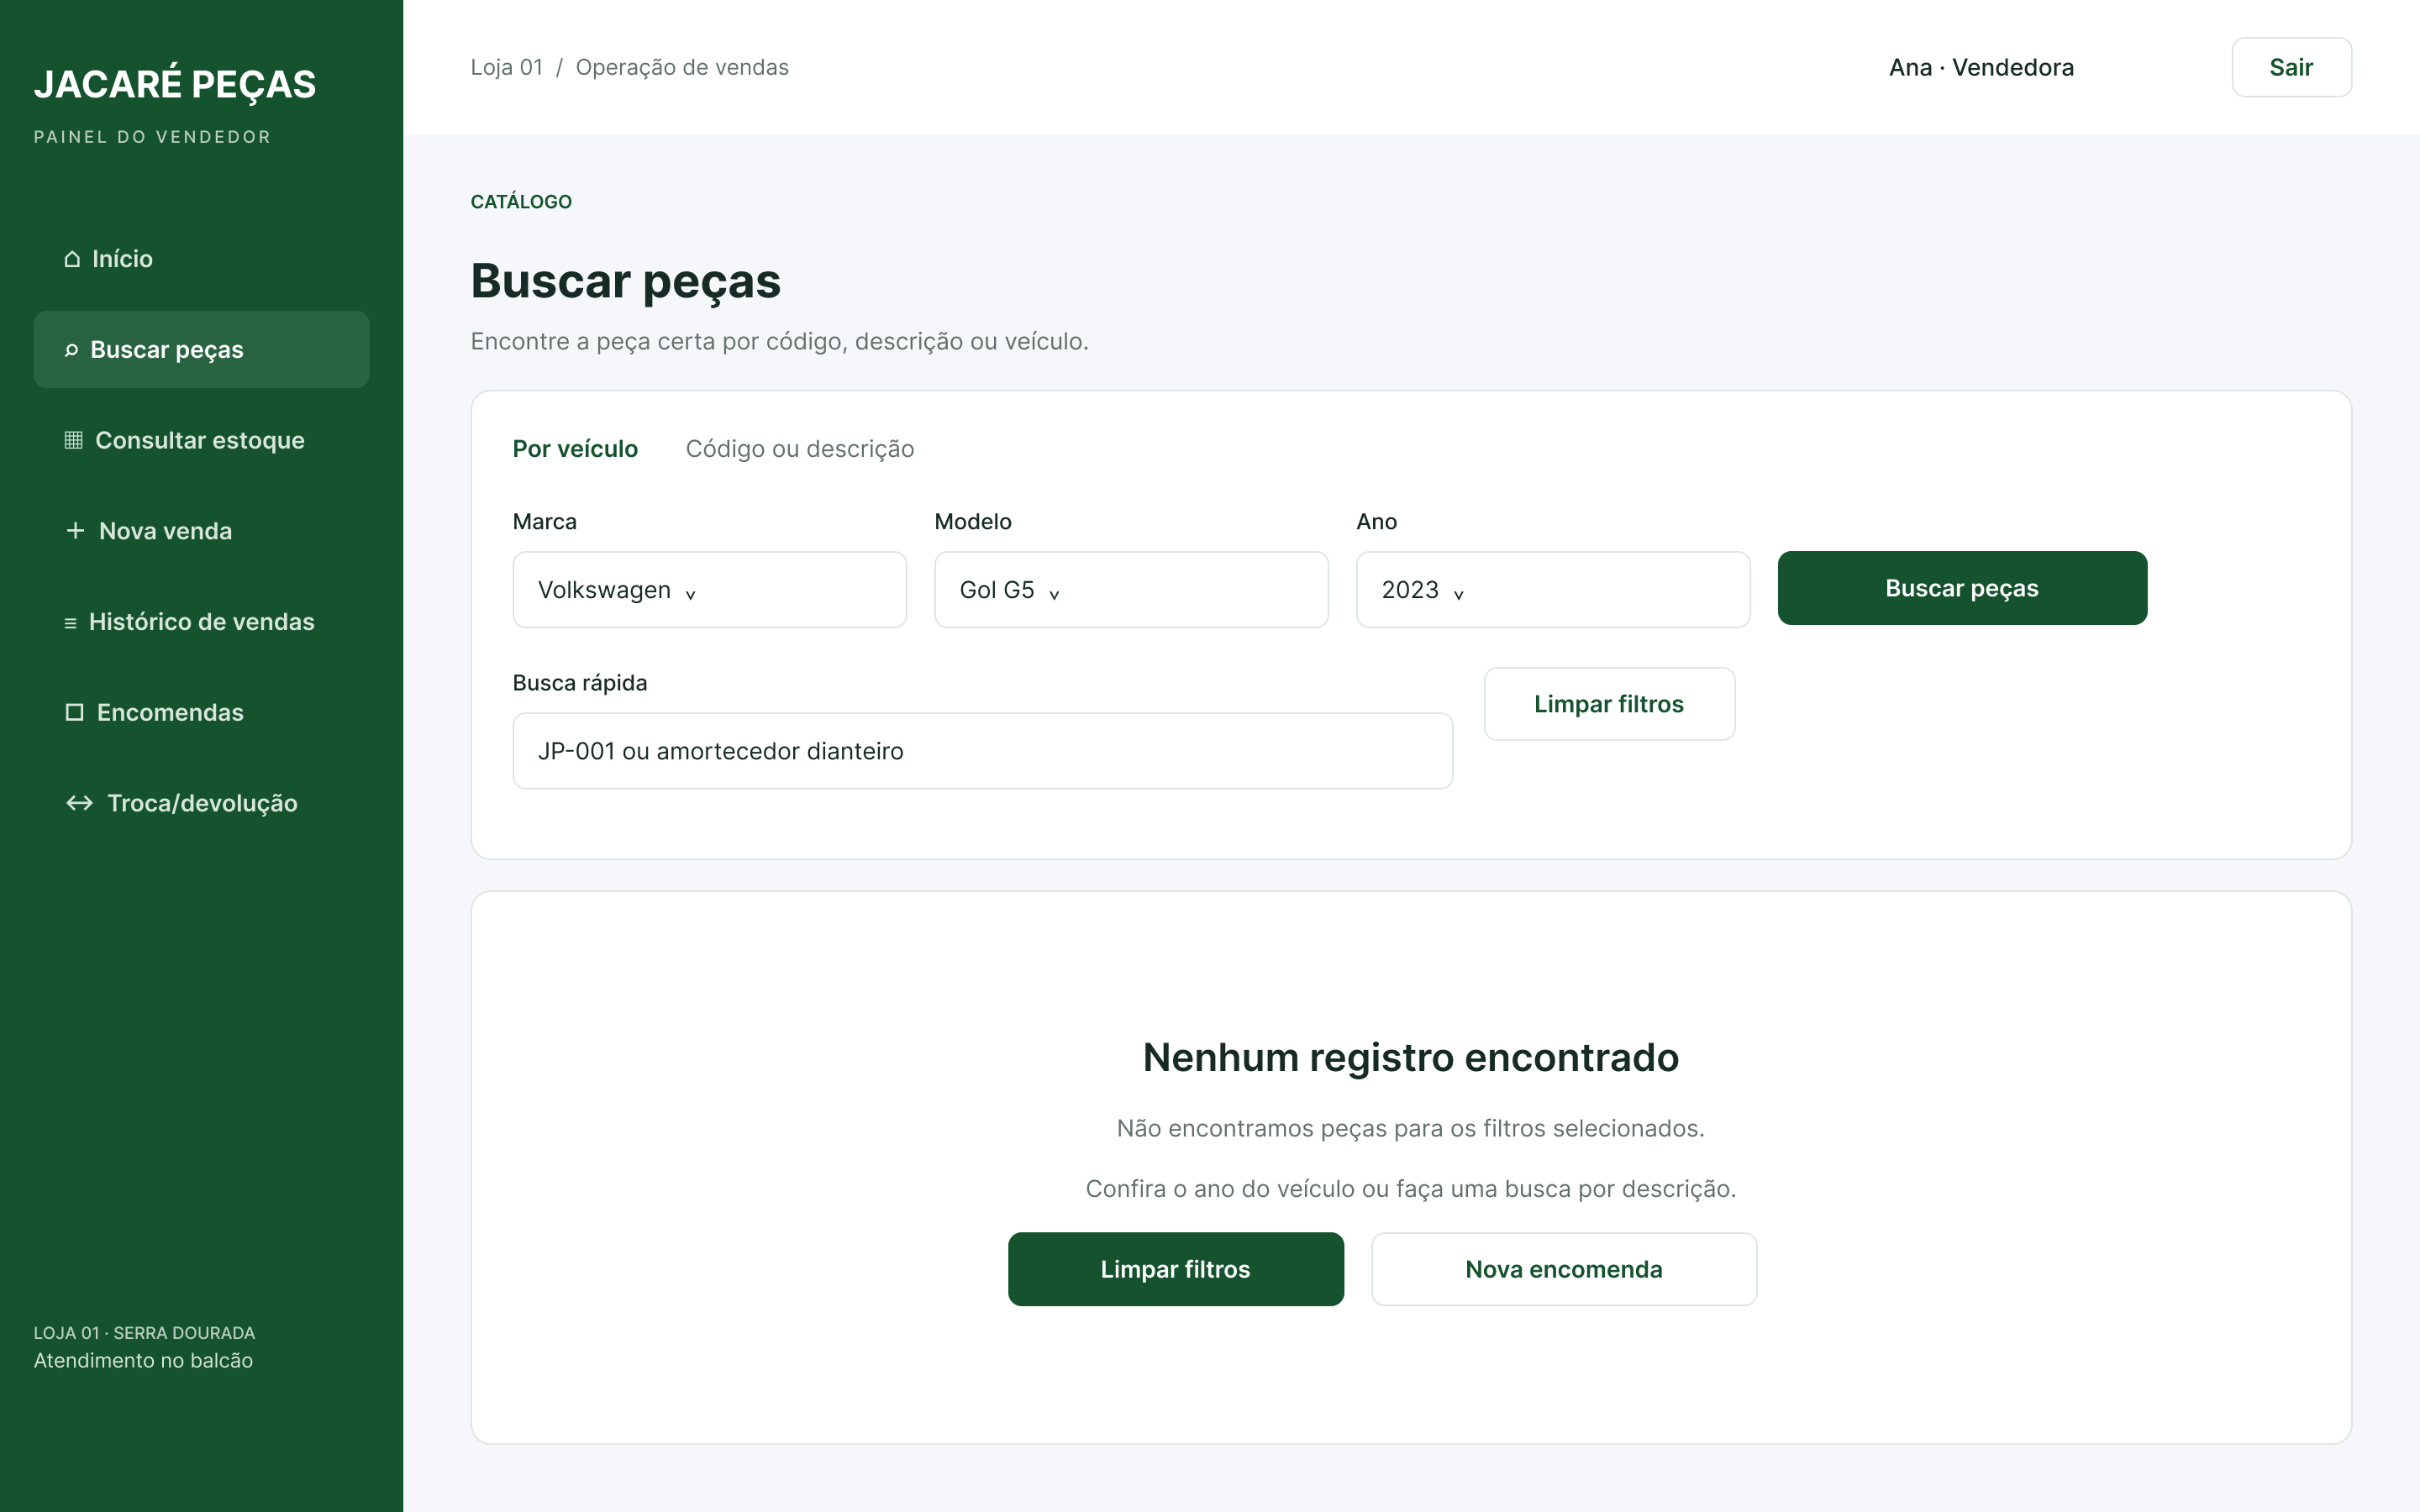 JACARÉ PEÇAS
PAINEL DO VENDEDOR
Início
Buscar peças
Consultar estoque
Nova venda
Histórico de vendas
Encomendas
Troca/devolução
LOJA 01 · SERRA DOURADA
Atendimento no balcão
Loja 01 / Operação de vendas
Ana · Vendedora
Sair
CATÁLOGO
Buscar peças
Encontre a peça certa por código, descrição ou veículo.
Por veículo
Código ou descrição
Marca
Modelo
Ano
Volkswagen
Gol G5
2023
Buscar peças
Busca rápida
JP-001 ou amortecedor dianteiro
Limpar filtros
Nenhum registro encontrado
Não encontramos peças para os filtros selecionados.
Confira o ano do veículo ou faça uma busca por descrição.
Limpar filtros
Nova encomenda